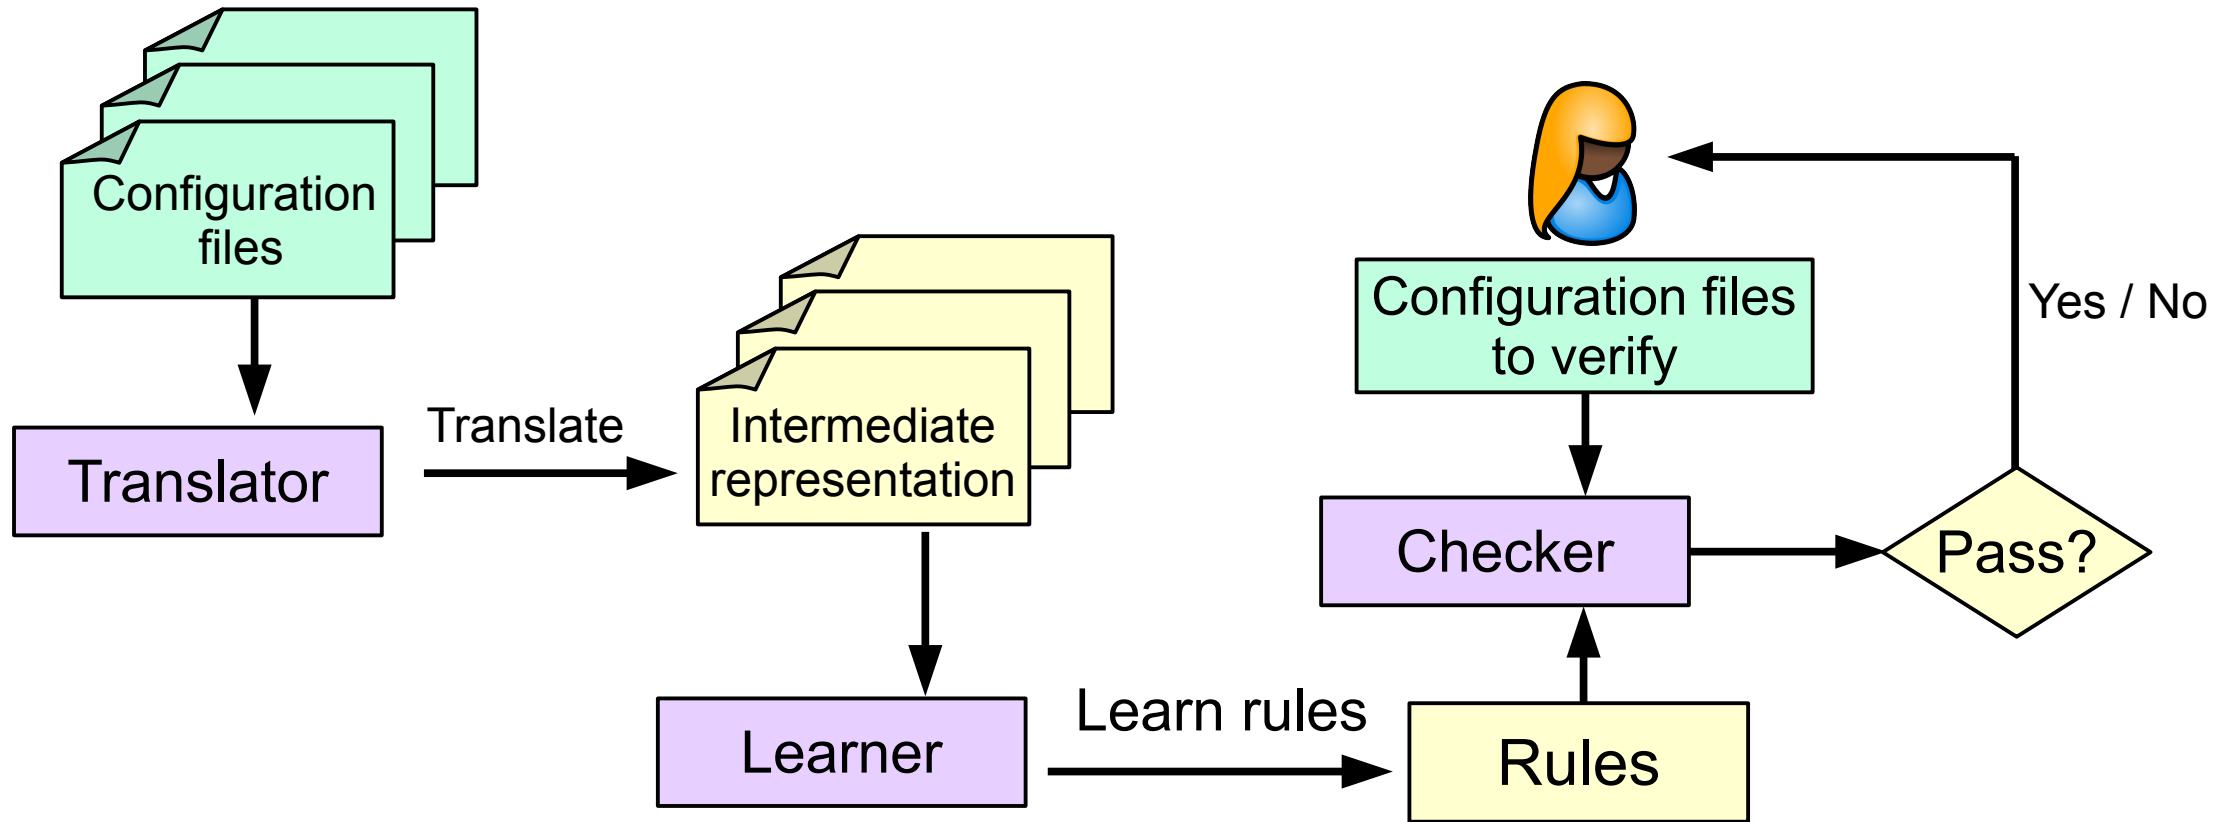 Configuration
files
Translator
Translate
Intermediate
representation
Learner
Learn rules
Configuration files
to verify
Checker
Rules
Pass?
Yes / No